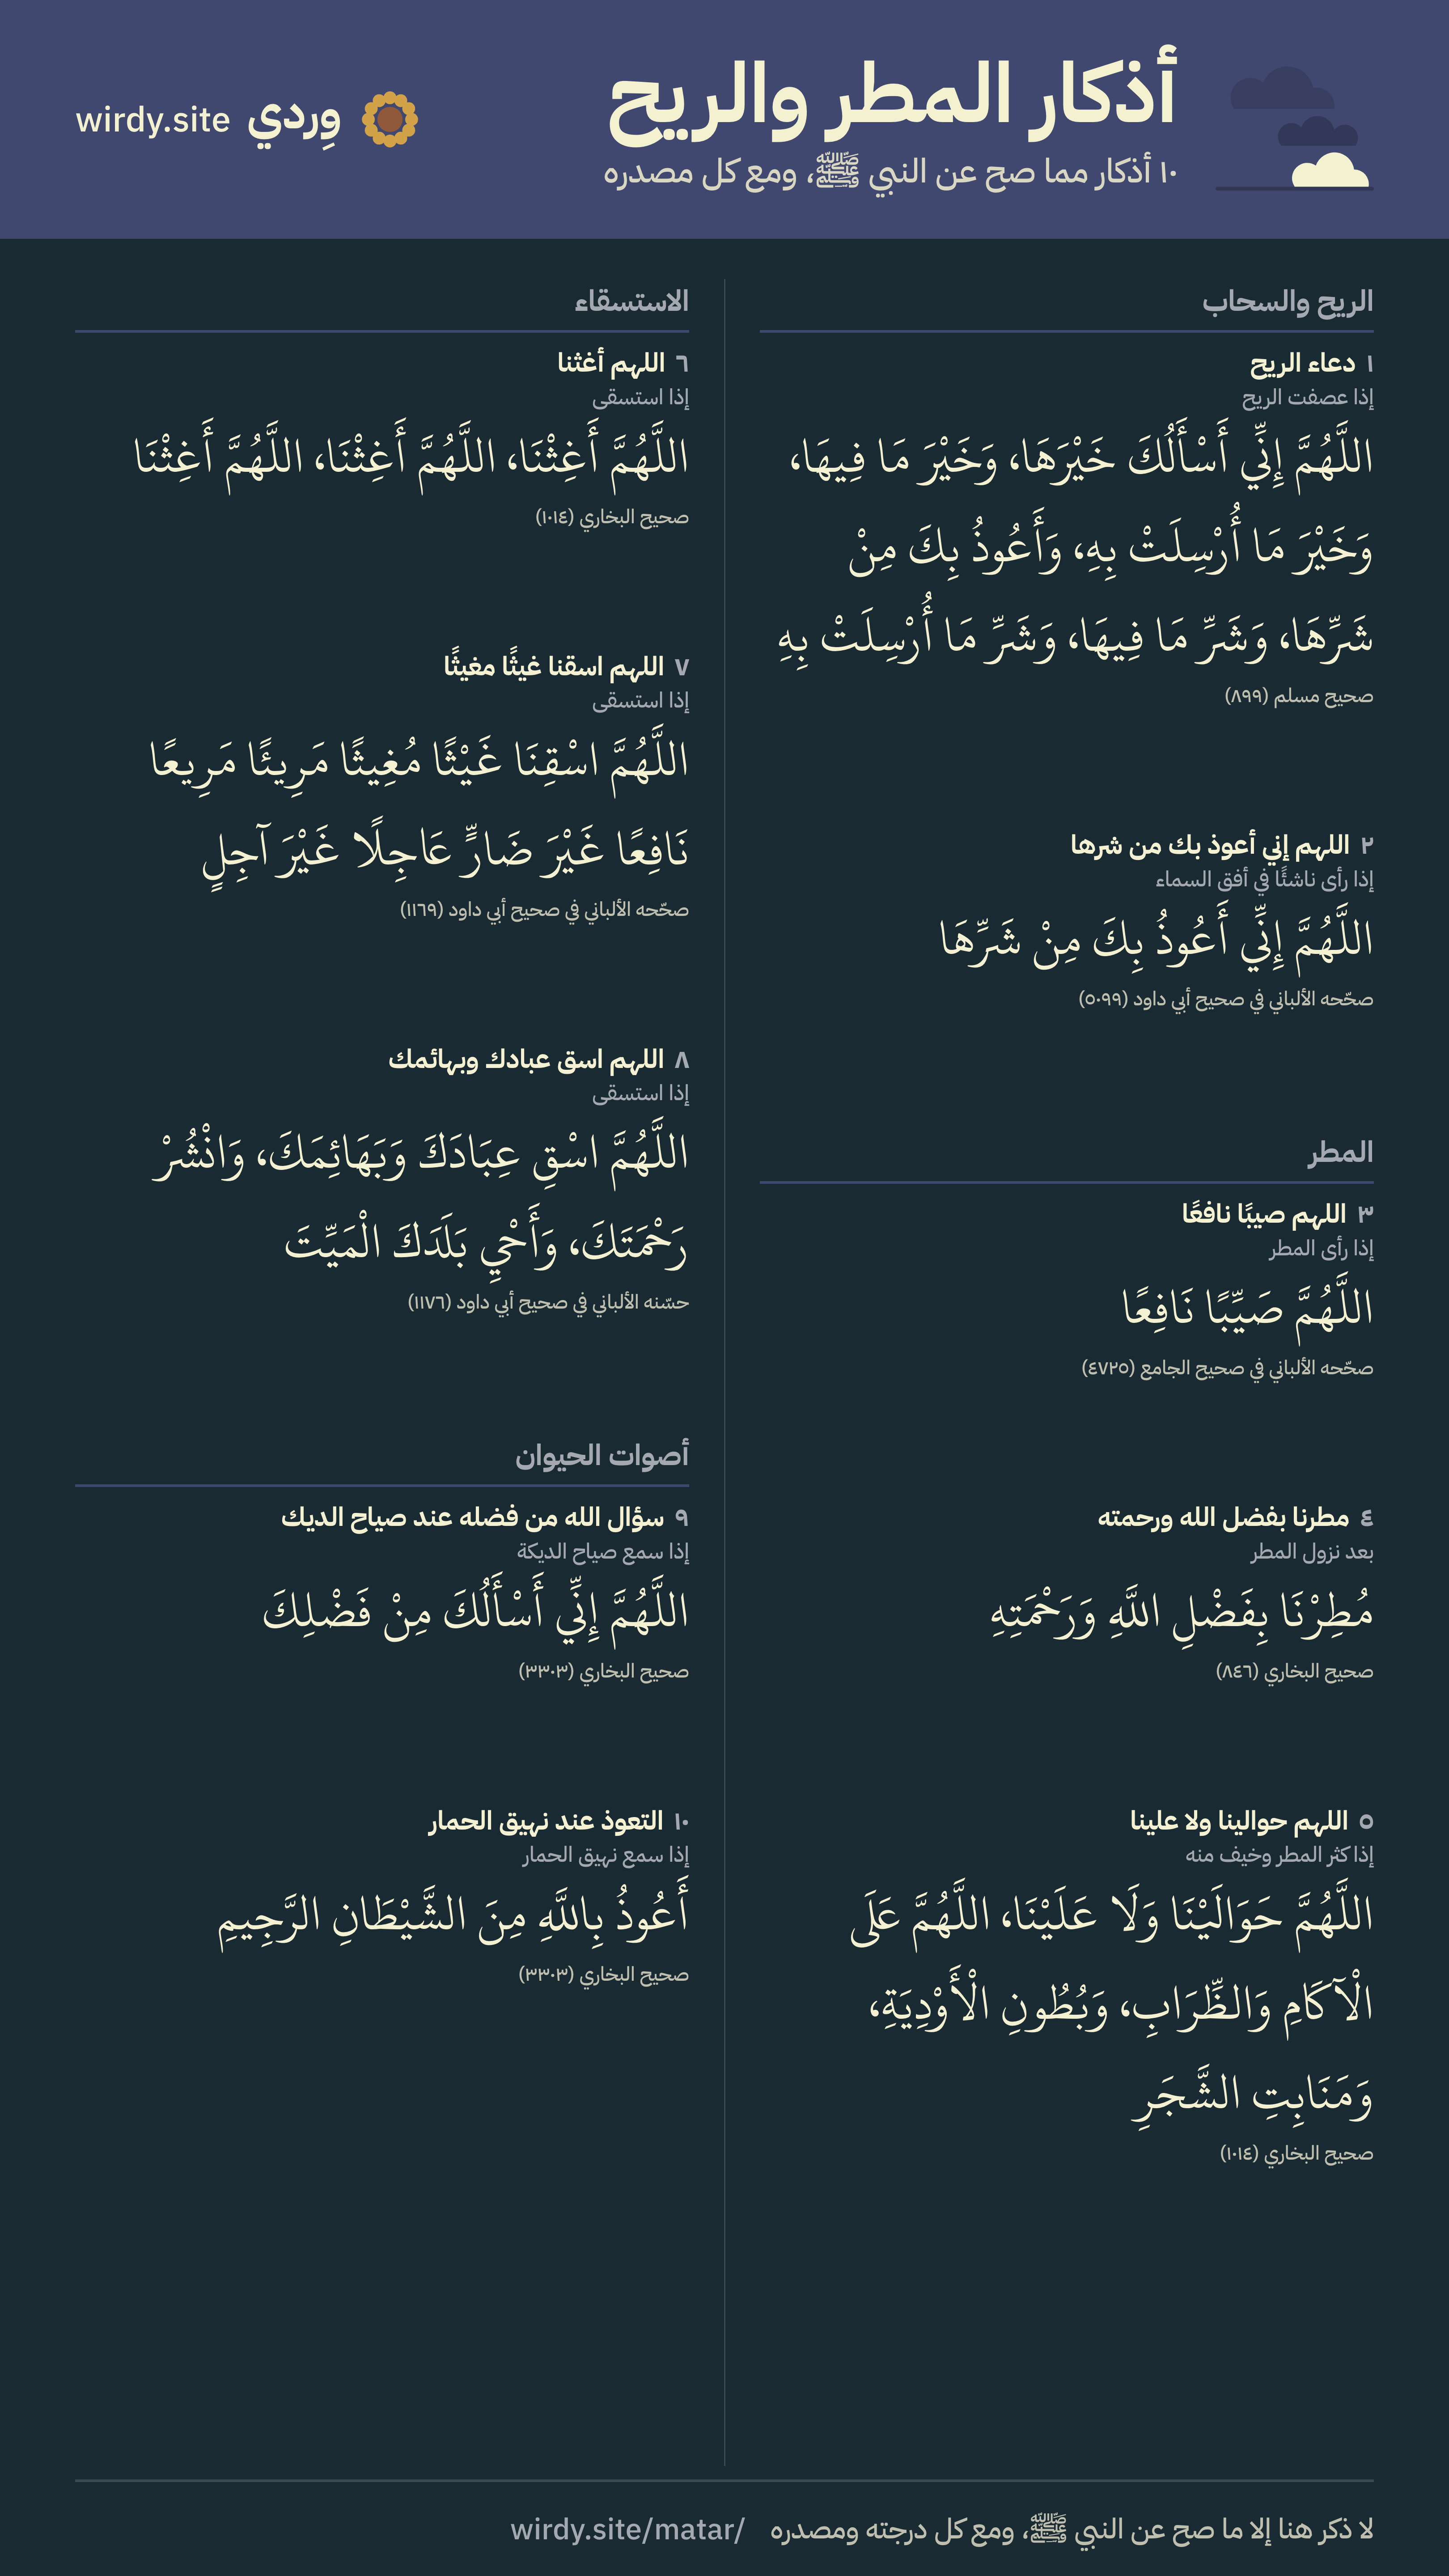 أذكار المطر والريح
١٠ أذكار مما صح عن النبي ﷺ، ومع كل مصدره
وِردي wirdy.site
الريح والسحاب
١ دعاء الريح
إذا عصفت الريح
اللَّهُمَّ إِنِّي أَسْأَلُكَ خَيْرَهَا، وَخَيْرَ مَا فِيهَا،
وَخَيْرَ مَا أُرْسِلَتْ بِهِ، وَأَعُوذُ بِكَ مِنْ
شَرِّهَا، وَشَرِّ مَا فِيهَا، وَشَرِّ مَا أُرْسِلَتْ بِهِ
صحيح مسلم (٨٩٩)
٢ اللهم إني أعوذ بك من شرها
إذا رأى ناشئًا في أفق السماء
اللَّهُمَّ إِنِّي أَعُوذُ بِكَ مِنْ شَرِّهَا
صحّحه الألباني في صحيح أبي داود (٥٠٩٩)
المطر
٣ اللهم صيبًا نافعًا
إذا رأى المطر
اللَّهُمَّ صَيِّبًا نَافِعًا
صحّحه الألباني في صحيح الجامع (٤٧٢٥)
٤ مطرنا بفضل الله ورحمته
بعد نزول المطر
مُطِرْنَا بِفَضْلِ اللَّهِ وَرَحْمَتِهِ
صحيح البخاري (٨٤٦)
٥ اللهم حوالينا ولا علينا
إذا كثر المطر وخيف منه
اللَّهُمَّ حَوَالَيْنَا وَلَا عَلَيْنَا، اللَّهُمَّ عَلَى
الْآكَامِ وَالظِّرَابِ، وَبُطُونِ الْأَوْدِيَةِ،
وَمَنَابِتِ الشَّجَرِ
صحيح البخاري (١٠١٤)
الاستسقاء
٦ اللهم أغثنا
إذا استسقى
اللَّهُمَّ أَغِثْنَا، اللَّهُمَّ أَغِثْنَا، اللَّهُمَّ أَغِثْنَا
صحيح البخاري (١٠١٤)
٧ اللهم اسقنا غيثًا مغيثًا
إذا استسقى
اللَّهُمَّ اسْقِنَا غَيْثًا مُغِيثًا مَرِيئًا مَرِيعًا
نَافِعًا غَيْرَ ضَارٍّ عَاجِلًا غَيْرَ آجِلٍ
صحّحه الألباني في صحيح أبي داود (١١٦٩)
٨ اللهم اسق عبادك وبهائمك
إذا استسقى
اللَّهُمَّ اسْقِ عِبَادَكَ وَبَهَائِمَكَ، وَانْشُرْ
رَحْمَتَكَ، وَأَحْيِ بَلَدَكَ الْمَيِّتَ
حسّنه الألباني في صحيح أبي داود (١١٧٦)
أصوات الحيوان
٩ سؤال الله من فضله عند صياح الديك
إذا سمع صياح الديكة
اللَّهُمَّ إِنِّي أَسْأَلُكَ مِنْ فَضْلِكَ
صحيح البخاري (٣٣٠٣)
١٠ التعوذ عند نهيق الحمار
إذا سمع نهيق الحمار
أَعُوذُ بِاللَّهِ مِنَ الشَّيْطَانِ الرَّجِيمِ
صحيح البخاري (٣٣٠٣)
لا ذكر هنا إلا ما صح عن النبي ﷺ، ومع كل درجته ومصدره wirdy.site/matar/